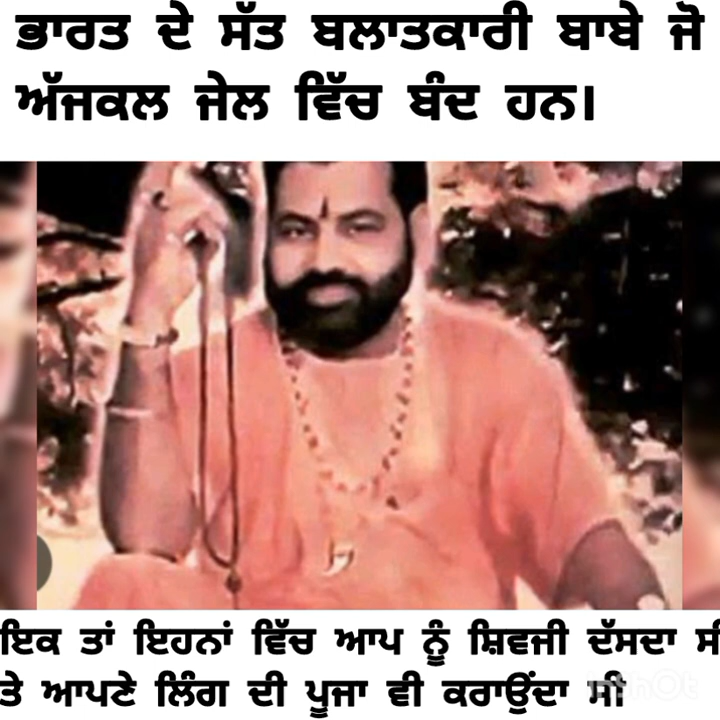 ਭਾਰਤ ਦੇ ਸੱਤ ਬਲਾਤਕਾਰੀ ਬਾਬੇ ਜੋ
ਅੱਜਕਲ ਜੇਲ ਵਿੱਚ ਬੰਦ ਹਨ।
ਇਕ ਤਾਂ ਇਹਨਾਂ ਵਿੱਚ ਆਪ ਨੂੰ ਸ਼ਿਵਜੀ ਦੱਸਦਾ ਸੀ
ਤੇ ਆਪਣੇ ਲਿੰਗ ਦੀ ਪੂਜਾ ਵੀ ਕਰਾਉਂਦਾ ਸੀ